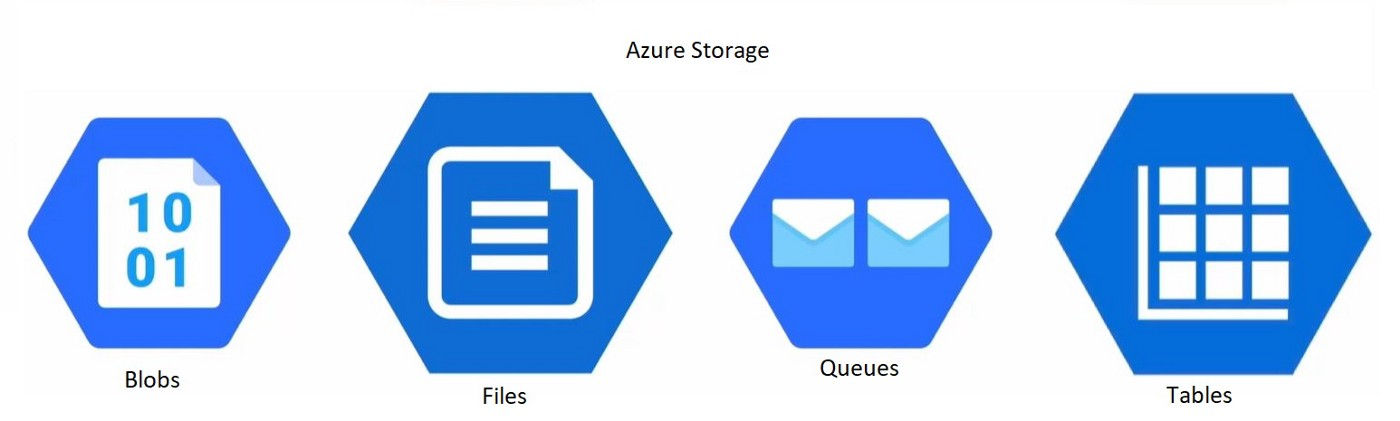 Azure Storage
10
01
Blobs
Files
Queues
Tables